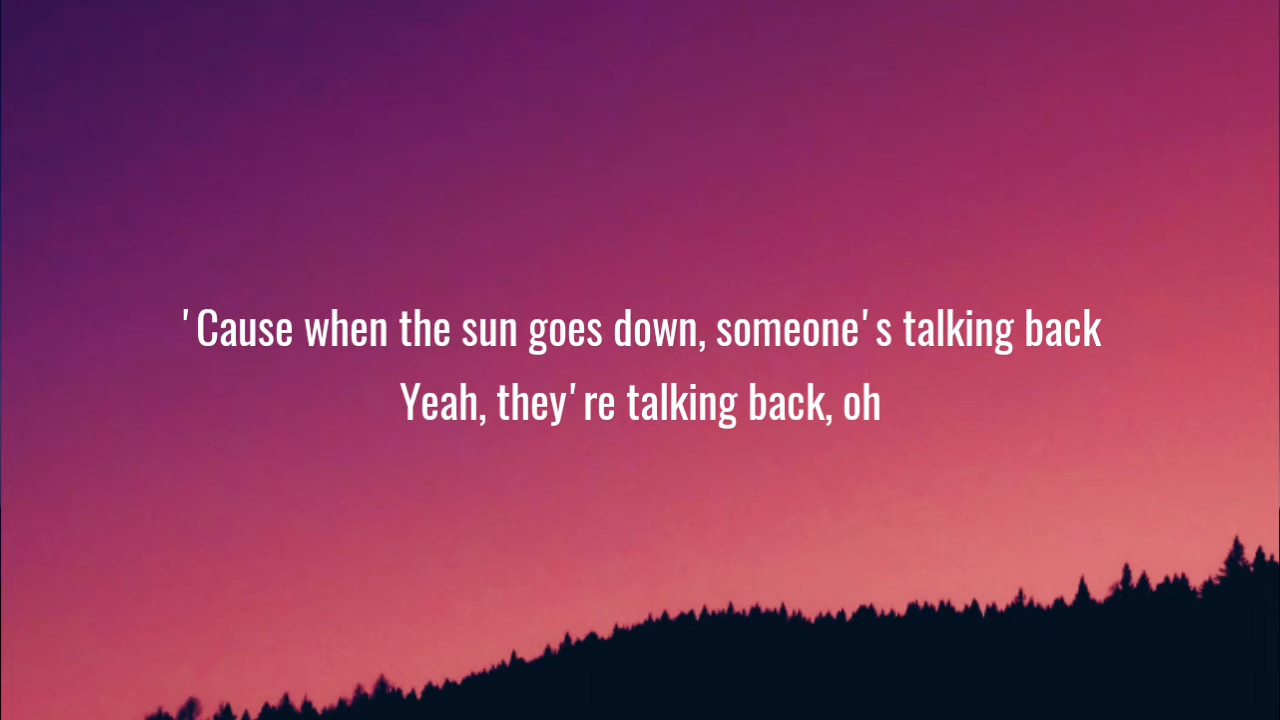 'Cause when the sun goes down, someone's talking back
Yeah, they're talking back, oh